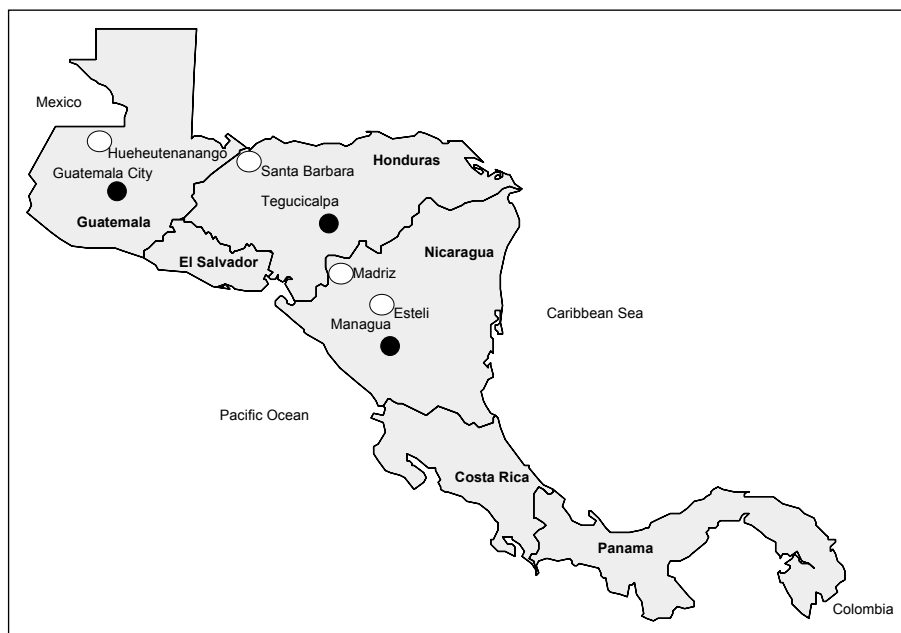 Mexico
Hueheutenanango
Guatemala City
Guatemala
Santa Barbara
Honduras
Tegucicalpa
El Salvador
Nicaragua
Madriz
Esteli
Managua
Caribbean Sea
Pacific Ocean
Costa Rica
Panama
Colombia